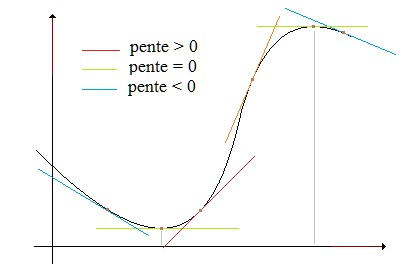 pente > 0
pente = 0
pente < 0